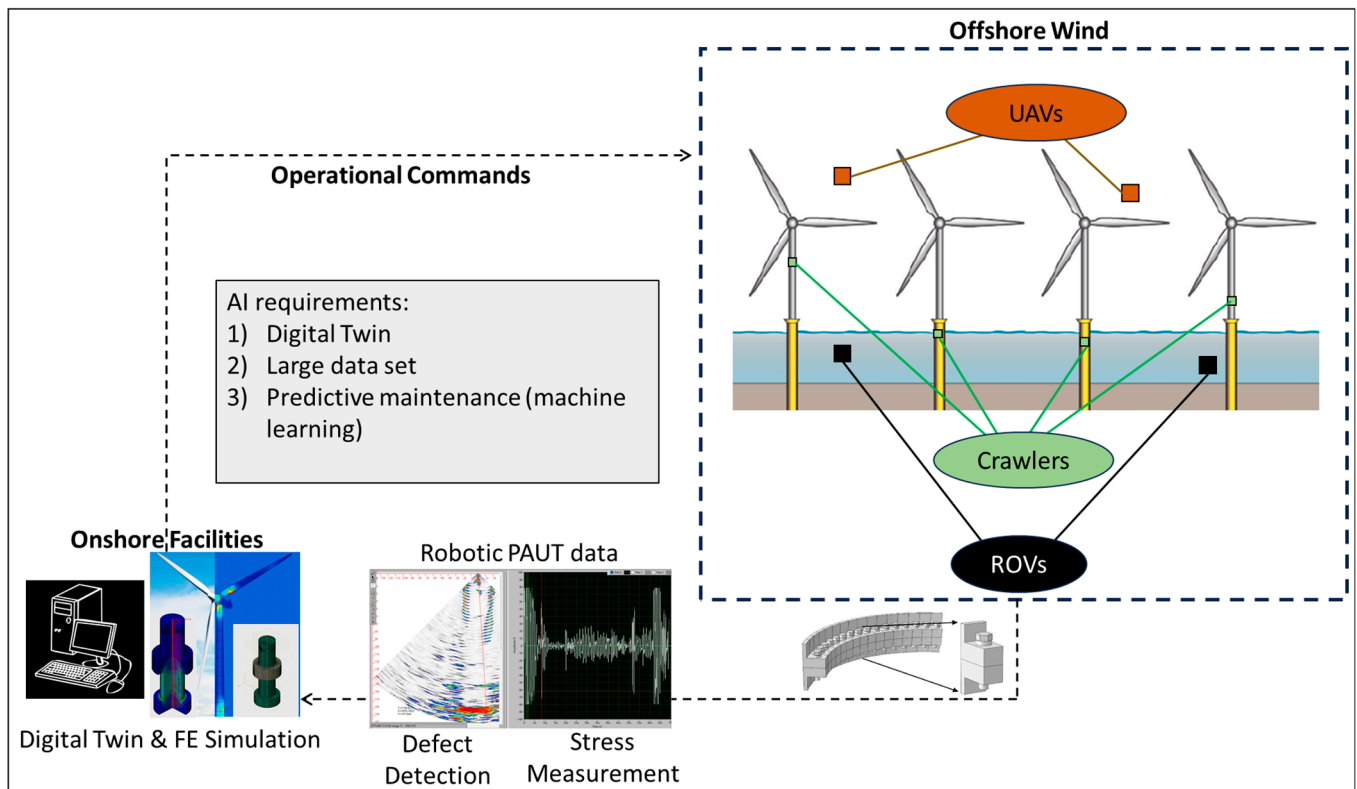 Offshore Wind
UAVs
Operational Commands
AI requirements:
1) Digital Twin
2) Large data set
3) Predictive maintenance (machine
learning)
Crawlers
ROVs
Onshore Facilities
Robotic PAUT data
Digital Twin & FE Simulation
Defect
Detection
Stress
Measurement